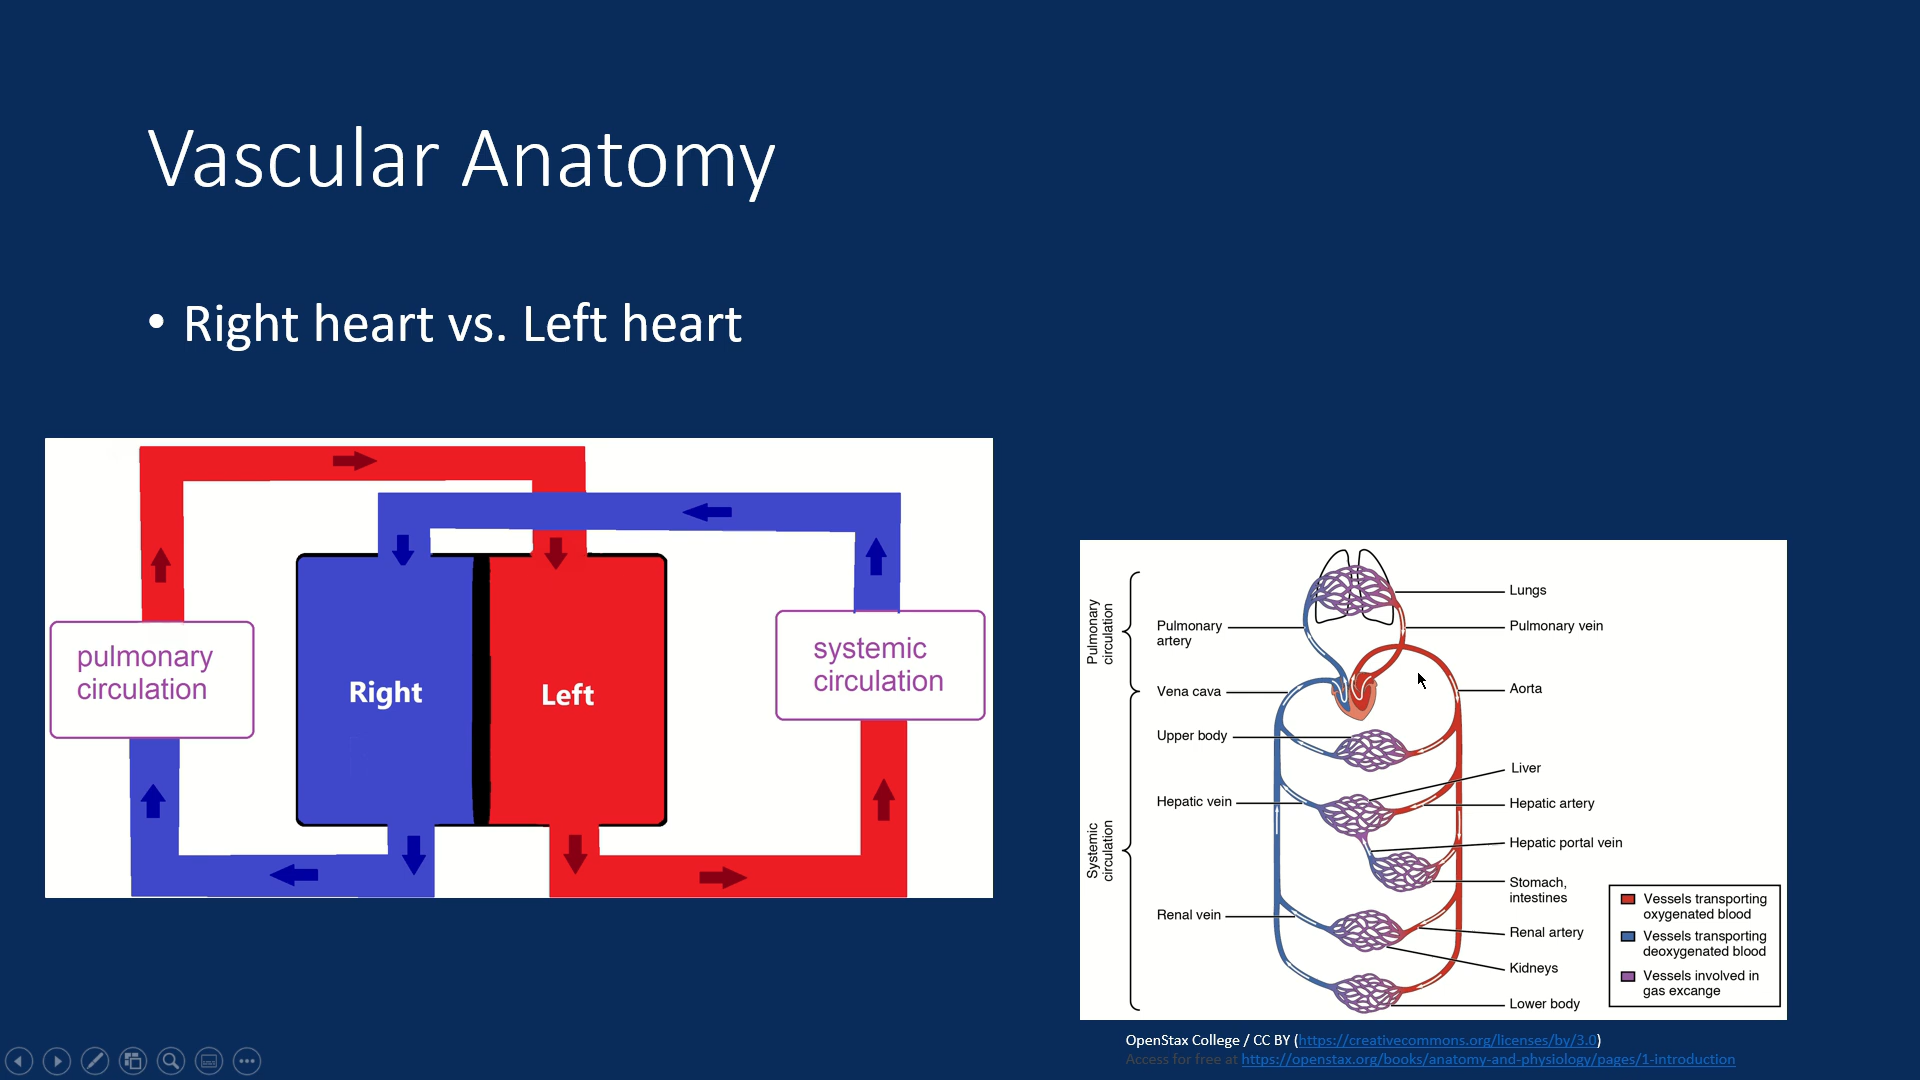 Vascular Anatomy
• Right heart vs. Left heart
pulmonary
circulation
Right
Left
systemic
circulation
Pulmonary
circulation
Systemic
circulation
Pulmonary
artery
Vena cava
Upper body
Hepatic vein
Renal vein
Lungs
Pulmonary vein
Aorta
Liver
Hepatic artery
Hepatic portal vein
Stomach,
intestines
Renal artery
Kidneys
Lower body
Vessels transporting
oxygenated blood
Vessels transporting
deoxygenated blood
Vessels involved in
gas excange
OpenStax College / CC BY (https://creativecommons.org/licenses/by/3.0)
Access for free at https://openstax.org/books/anatomy-and-physiology/pages/1-introduction